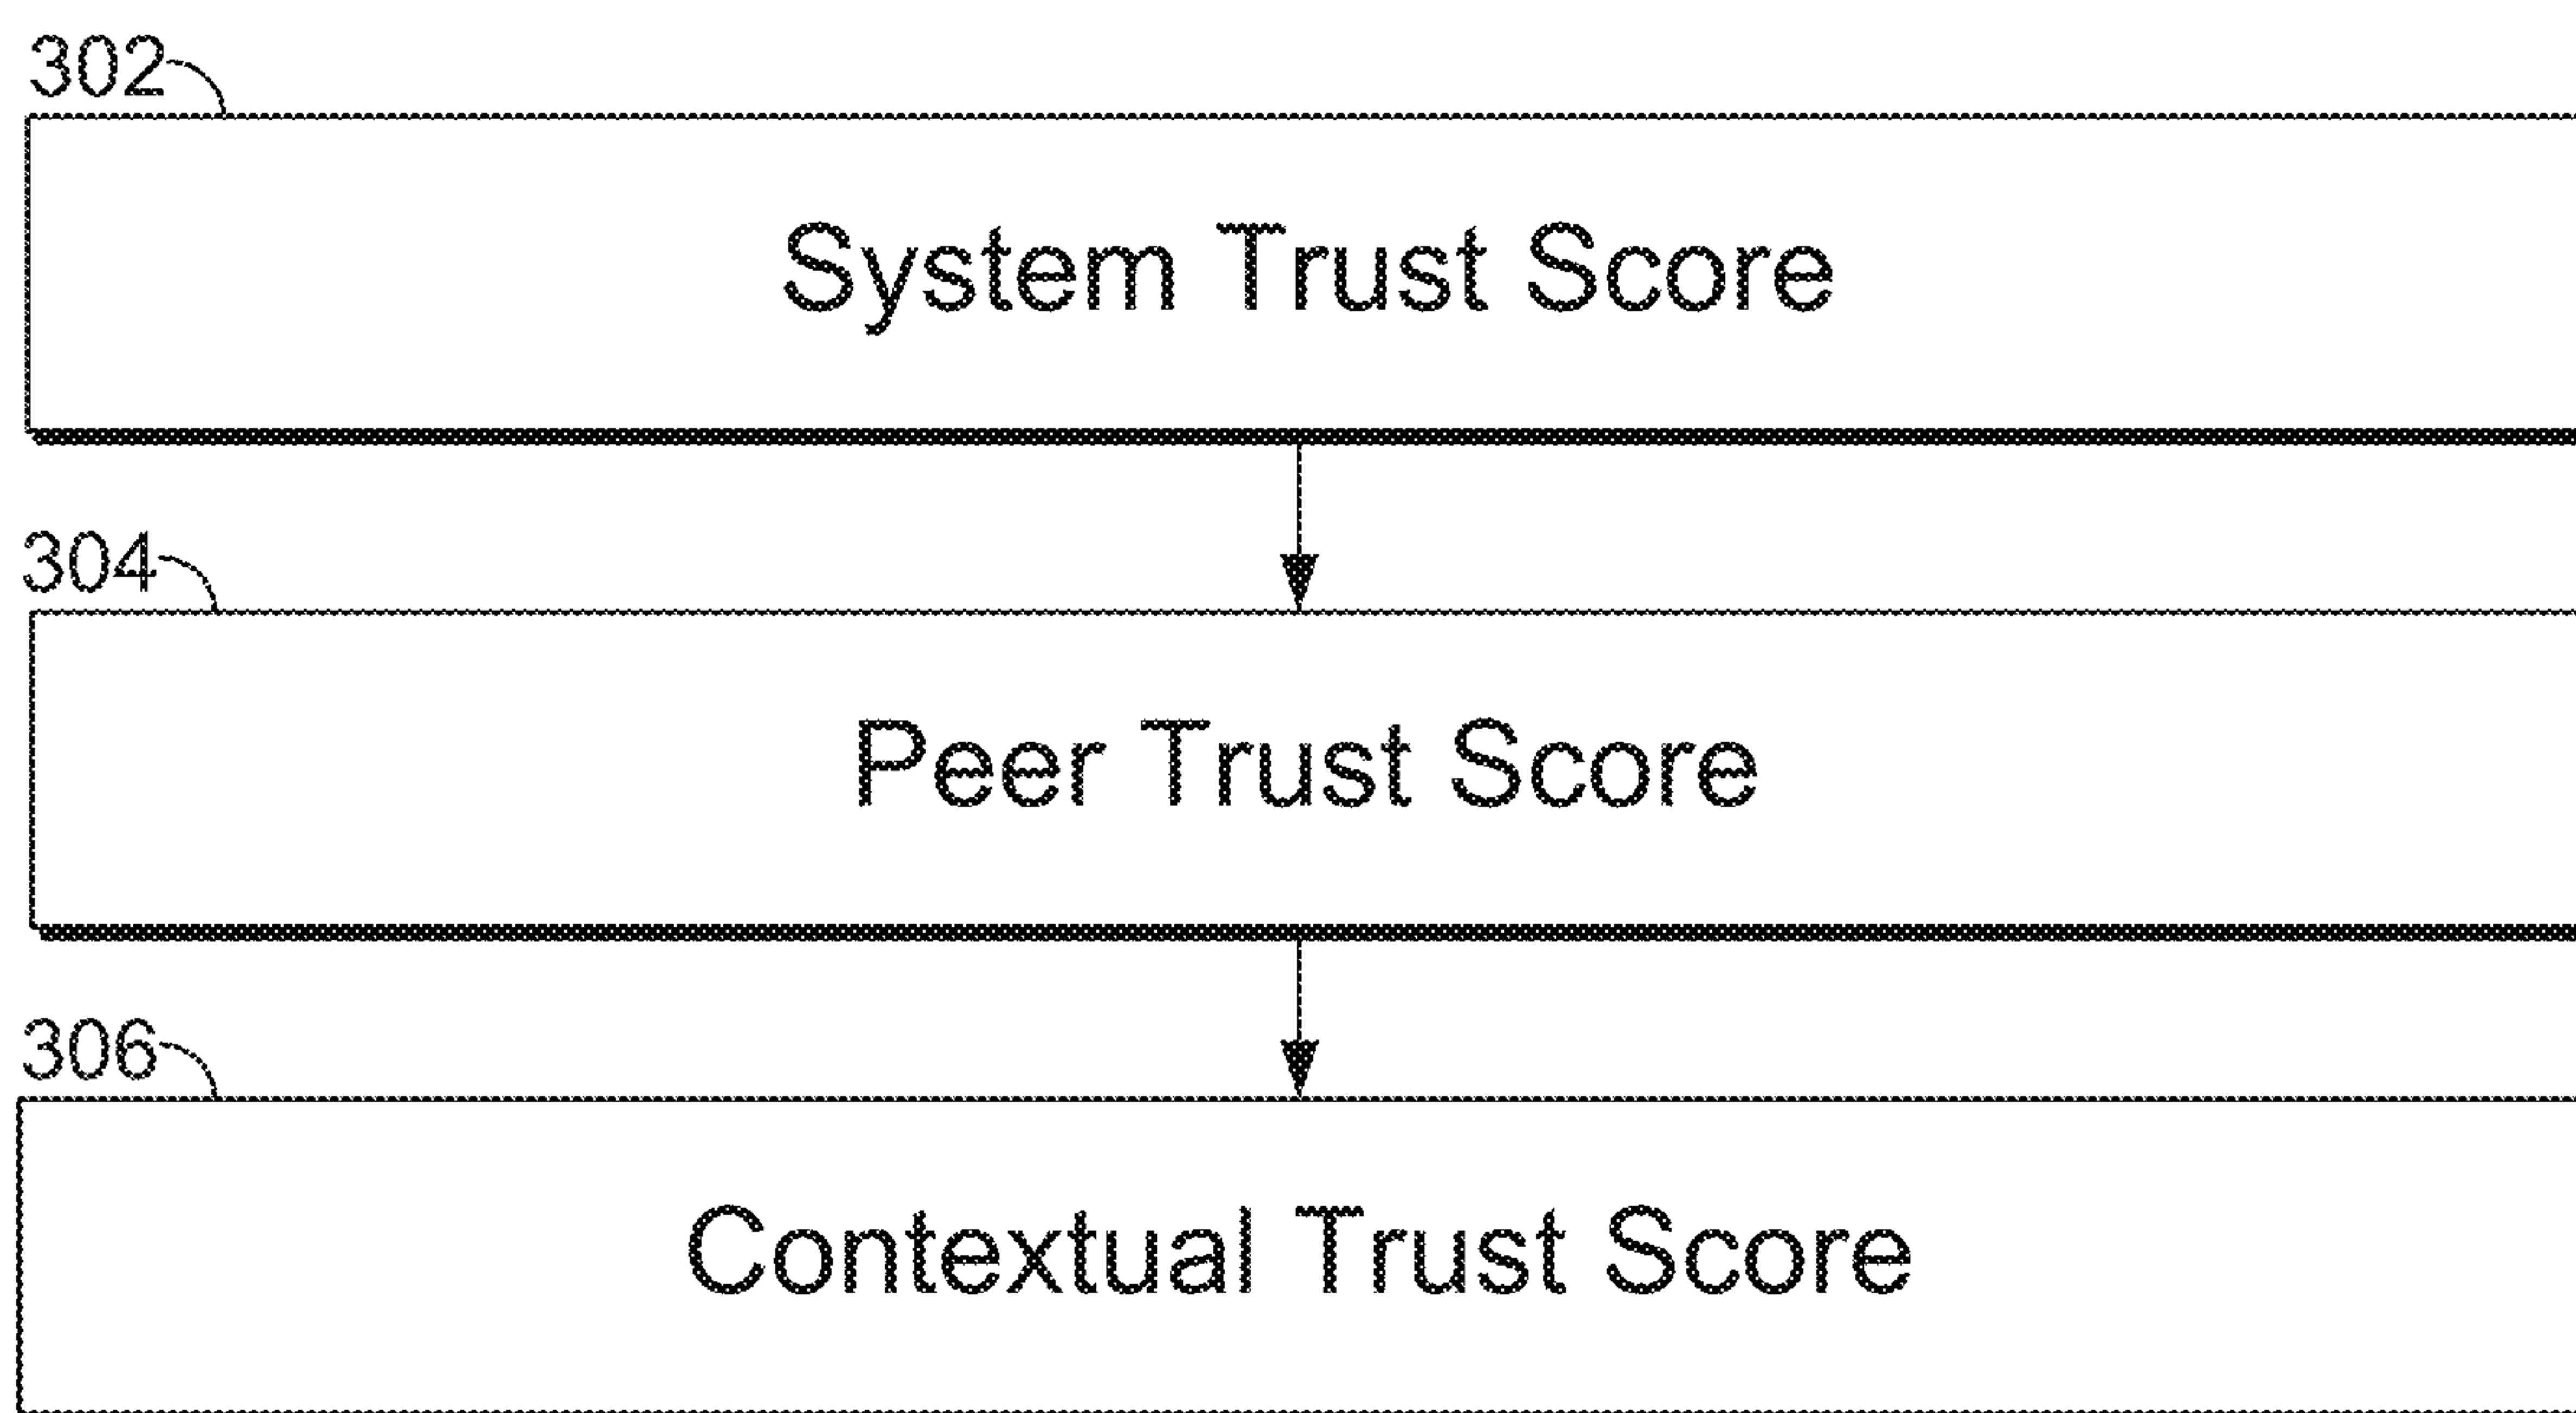 302
System Trust Score
304
Peer Trust Score
306
Contextual Trust Score